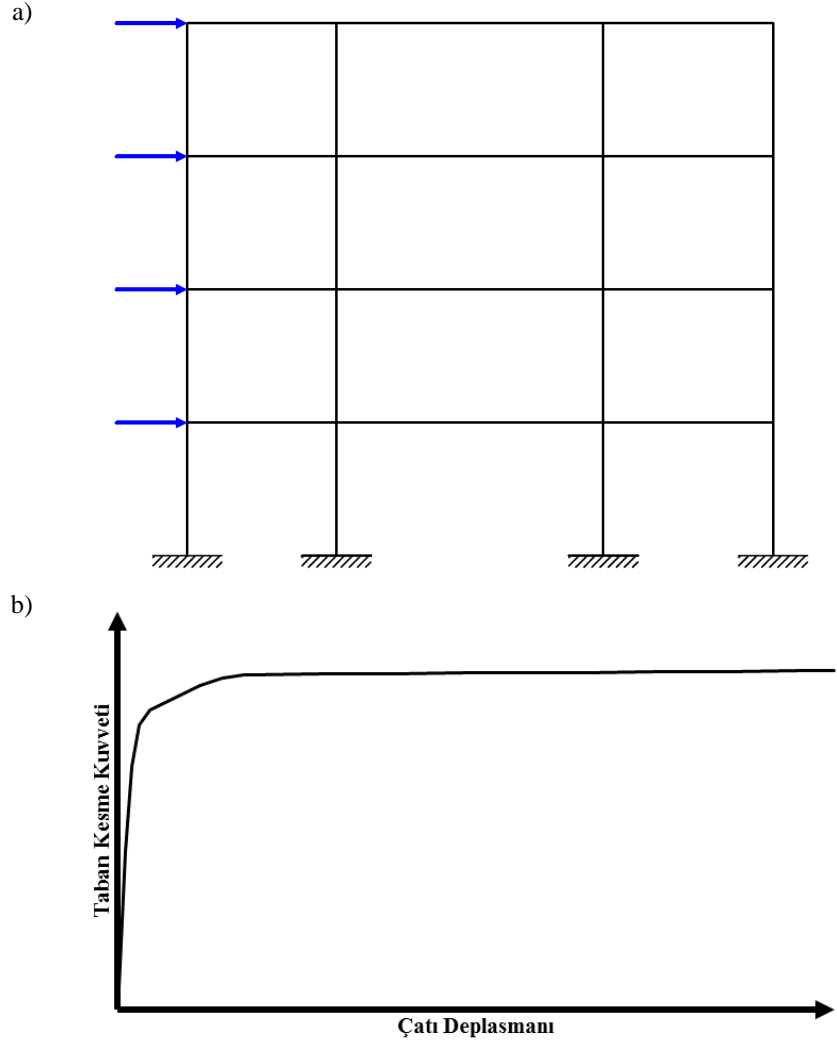 a)
b)
Taban Kesme Kuvveti
Çatı Deplasmanı